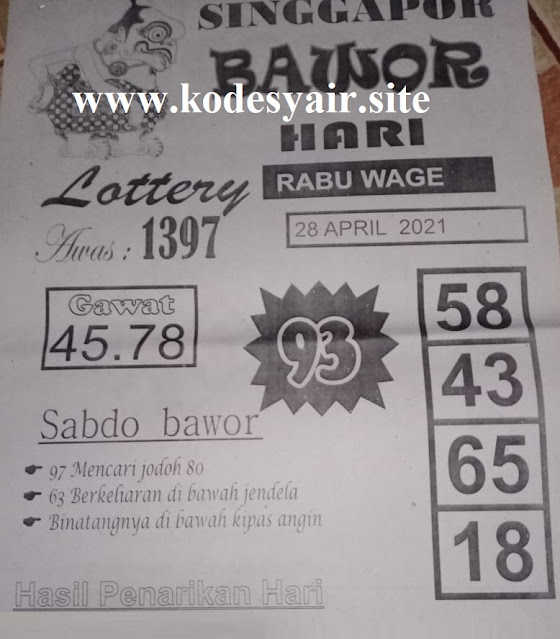 SINGGAPOR
BAWOR
www.kodesyair.site
HARI
Lottery
RABU WAGE
Awas : 1397
28 APRIL 2021
Gawat
45.78
93
58
43
65
18
Sabdo bawor
97 Mencari jodoh 80
63 Berkeliaran di bawah jendela
Binatangnya di bawah kipas angin
Hasil Penarikan Hari